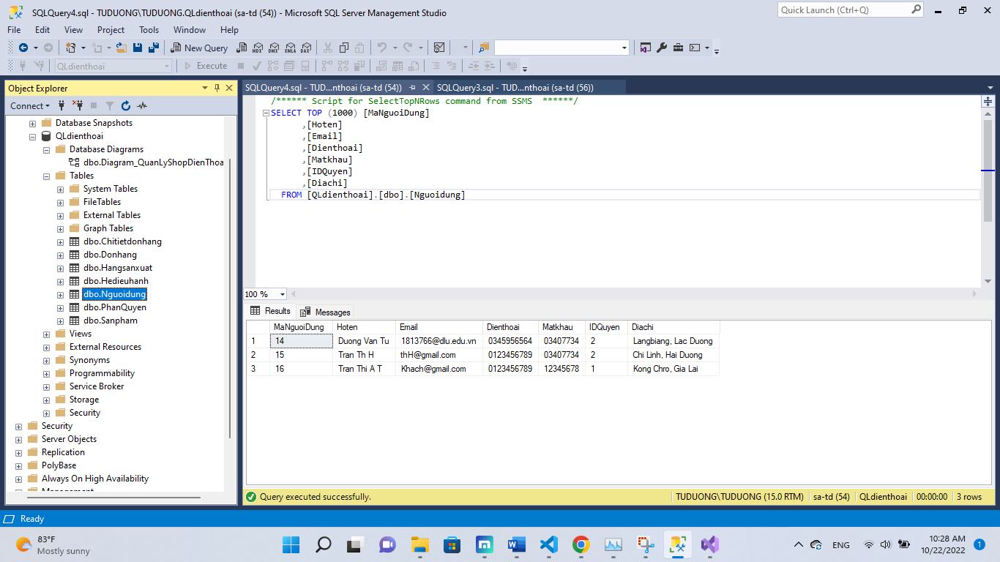 SQLQuery4.sql - TUDUONG\TUDUONG.QLdienthoai (sa-td (54)) - Microsoft SQL Server Management Studio
Quick Launch (Ctrl+Q)
File Edit View Project Tools Window Help
New Query MDX DMX XMLA DAX
QLdienthoai Execute
Object Explorer
Connect
Database Snapshots
QLdienthoai
Database Diagrams
dbo.Diagram_QuanLyShopDienThoa
Tables
System Tables
FileTables
External Tables
Graph Tables
dbo.Chitietdonhang
dbo.Donhang
dbo.Hangsanxuat
dbo.Hedieuhanh
dbo.Nguoidung
dbo.PhanQuyen
dbo.Sanpham
Views
External Resources
Synonyms
Programmability
Service Broker
Storage
Security
Security
Server Objects
Replication
PolyBase
Always On High Availability
Management
SQLQuery4.sql - TUD...nthoai (sa-td (54)) SQLQuery3.sql - TUD...nthoai (sa-td (56))
/****** Script for SelectTopNRows command from SSMS ******/
SELECT TOP (1000) [MaNguoiDung]
,[Hoten]
,[Email]
,[Dienthoai]
,[Matkhau]
,[IDQuyen]
,[Diachi]
FROM [QLdienthoai].[dbo].[Nguoidung]
100 %
Results Messages
MaNguoiDung Hoten Email Dienthoai Matkhau IDQuyen Diachi
1 14 Duong Van Tu 1813766@dlu.edu.vn 0345956564 03407734 2 Langbiang, Lac Duong
2 15 Tran Th H thH@gmail.com 0123456789 03407734 2 Chi Linh, Hai Duong
3 16 Tran Thi A T Khach@gmail.com 0123456789 12345678 1 Kong Chro, Gia Lai
Query executed successfully. TUDUONG\TUDUONG (15.0 RTM) sa-td (54) QLdienthoai 00:00:00 3 rows
Ready
83°F
Mostly sunny
ENG
10:28 AM
10/22/2022
1